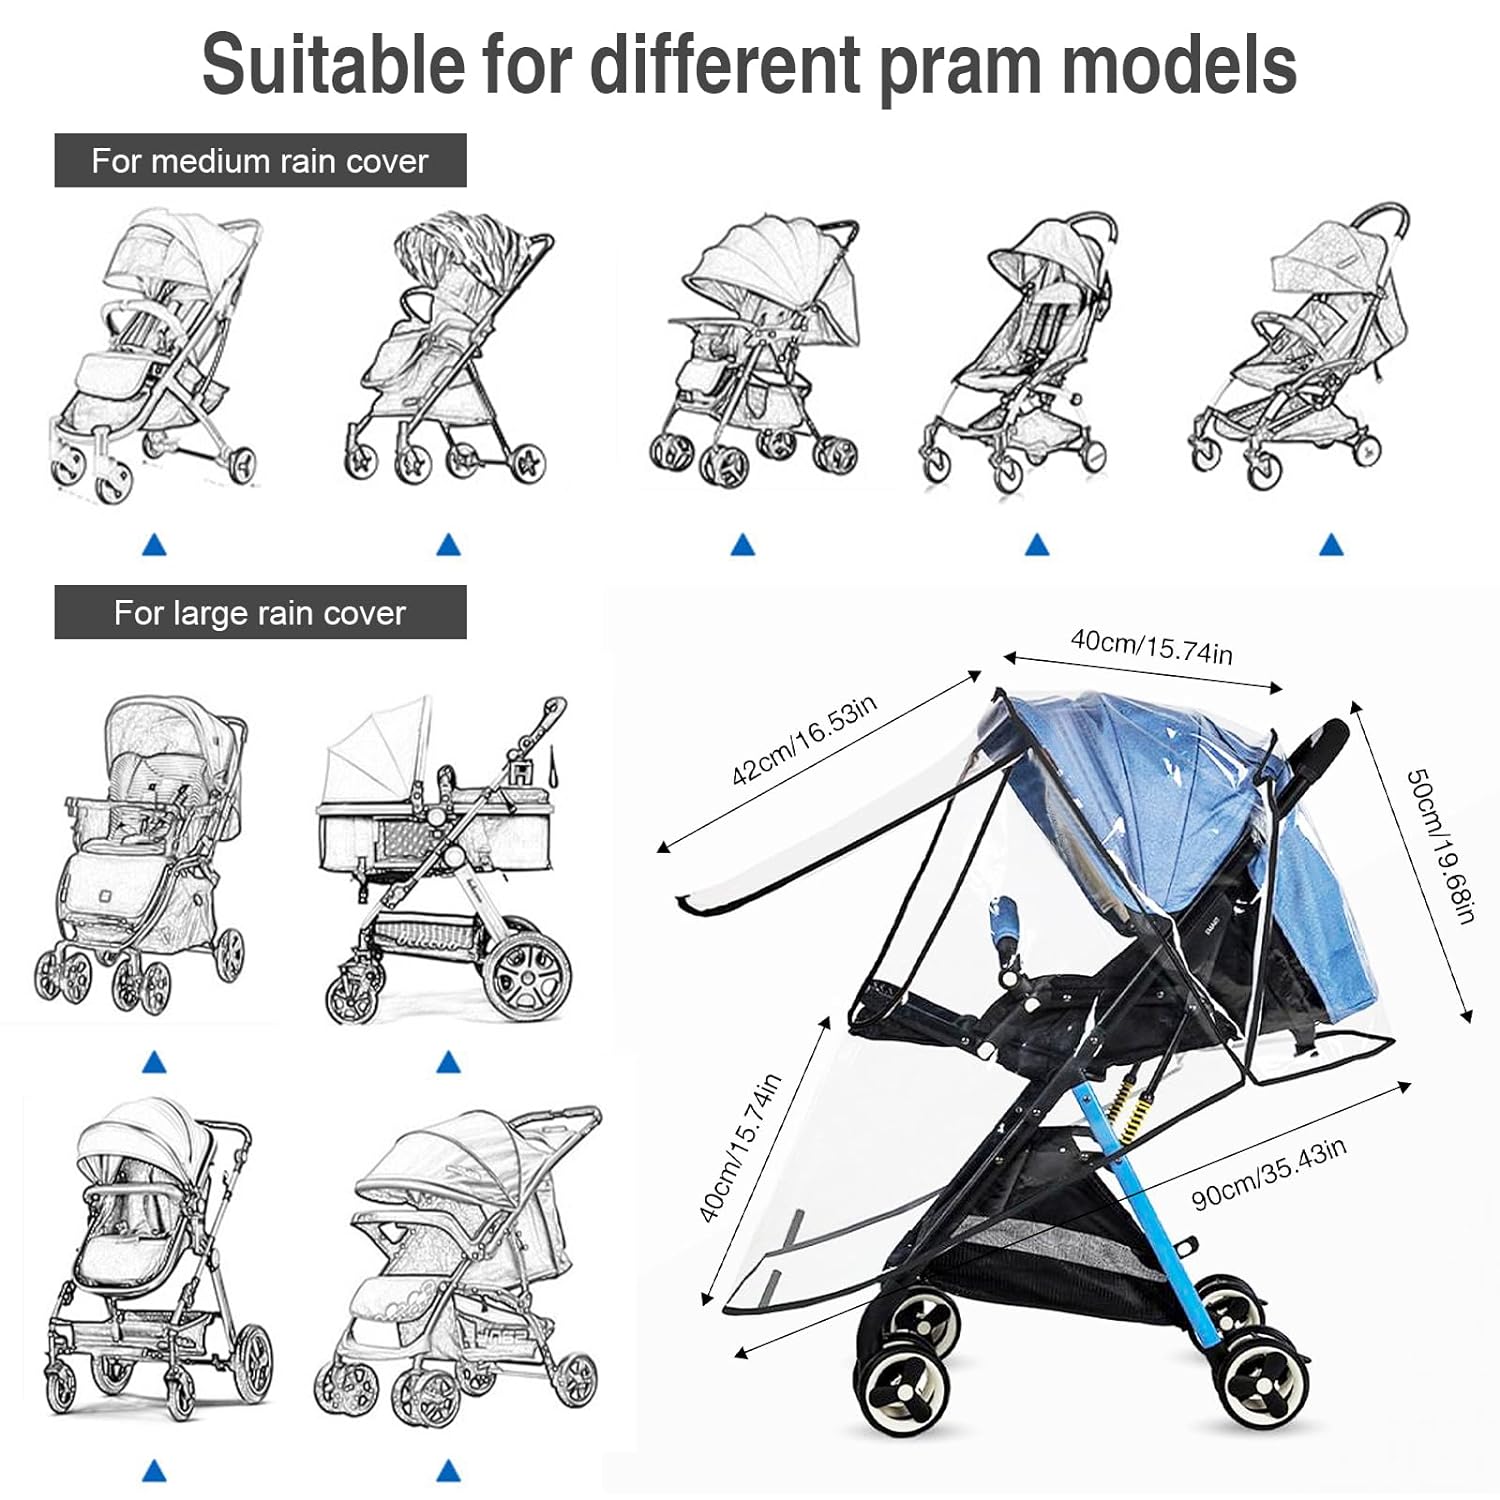 Suitable for different pram models
For medium rain cover
For large rain cover
40cm/15.74in
42cm/16.53in
50cm/19.68in
40cm/15.74in
90cm/35.43in